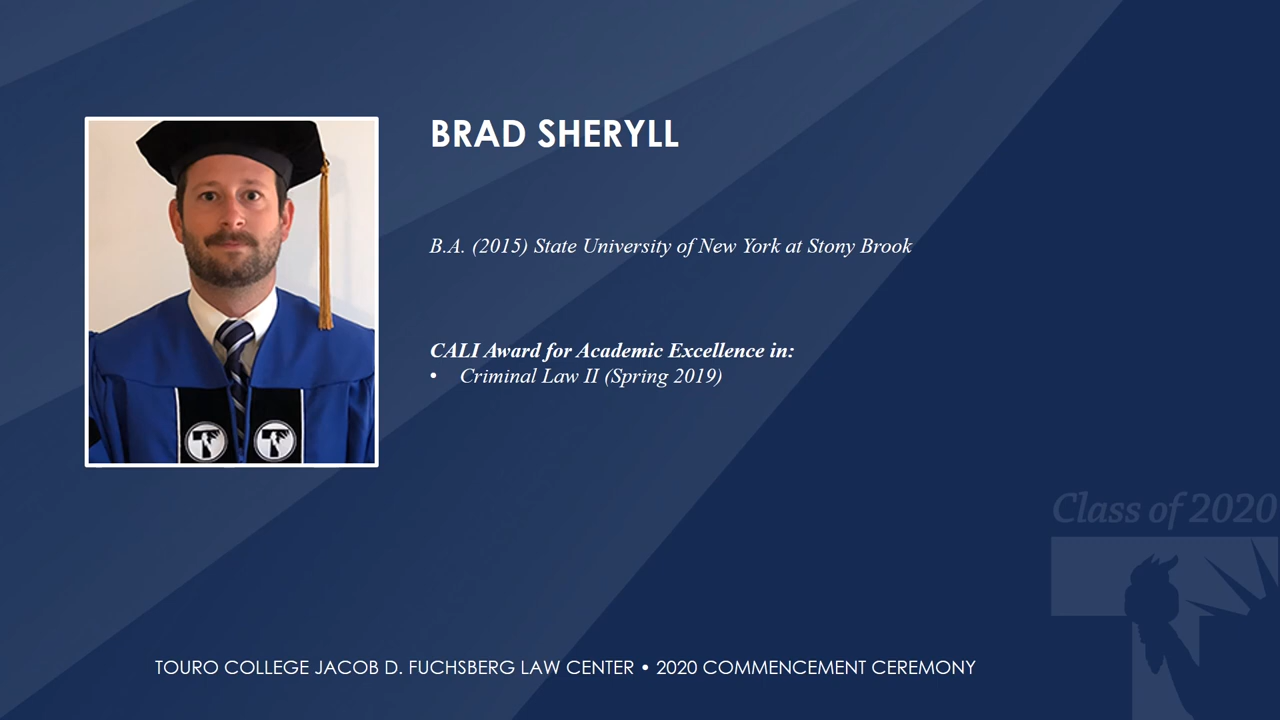 BRAD SHERYLL
B.A. (2015) State University of New York at Stony Brook
CALI Award for Academic Excellence in:
• Criminal Law II (Spring 2019)
Class of 2020
TOURO COLLEGE JACOB D. FUCHSBERG LAW CENTER • 2020 COMMENCEMENT CEREMONY